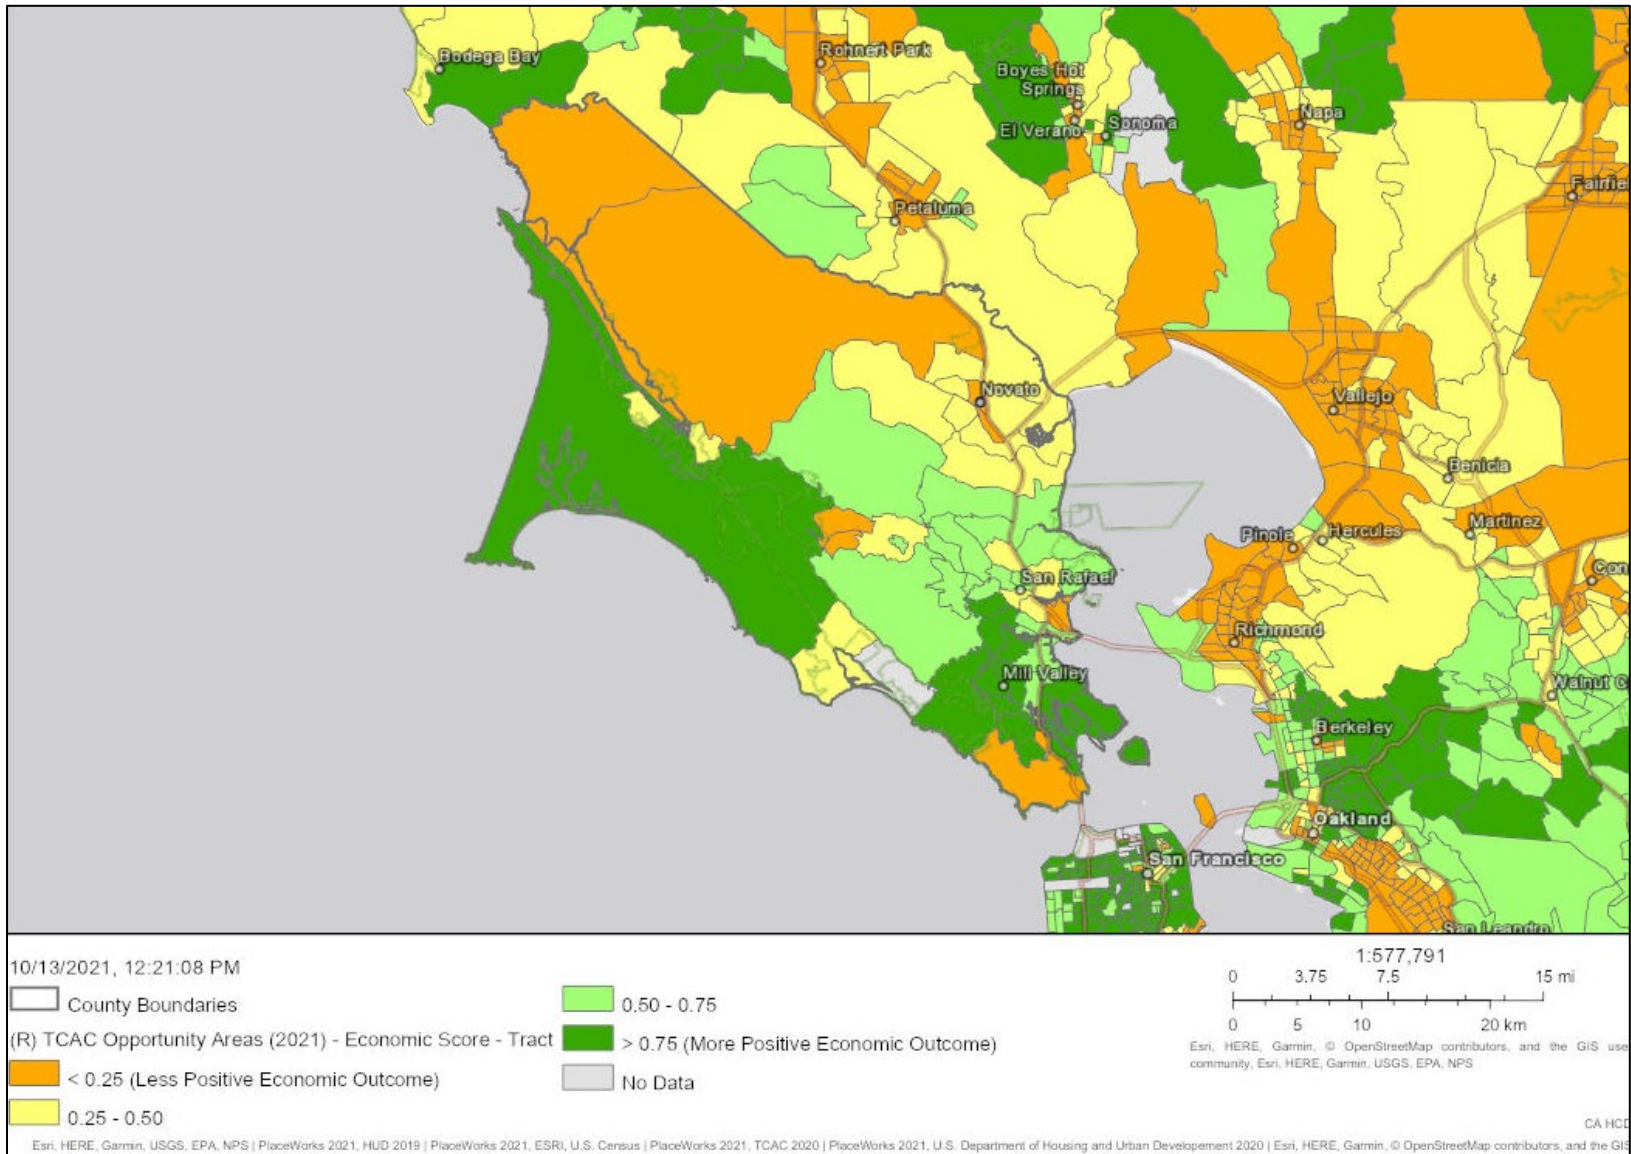 Bodega Bay
Rohnert Park
Boyes Hot
Springs
El Verano
Sonoma
Napa
Petaluma
Novato
Vallejo
Benicia
Pinole
Hercules
Martinez
San Rafael
Richmond
Mill Valley
Berkeley
Oakland
San Francisco
San Leandro
10/13/2021, 12:21:08 PM
County Boundaries
(R) TCAC Opportunity Areas (2021) - Economic Score - Tract
< 0.25 (Less Positive Economic Outcome)
0.25 - 0.50
0.50 - 0.75
> 0.75 (More Positive Economic Outcome)
No Data
1:577,791
0 3.75 7.5 15 mi
0 5 10 20 km
Esri, HERE, Garmin, © OpenStreetMap contributors, and the GIS use
community, Esri, HERE, Garmin, USGS, EPA, NPS
CA HCD
Esri, HERE, Garmin, USGS, EPA, NPS | PlaceWorks 2021, HUD 2019 | PlaceWorks 2021, ESRI, U.S. Census | PlaceWorks 2021, TCAC 2020 | PlaceWorks 2021, U.S. Department of Housing and Urban Developement 2020 | Esri, HERE, Garmin, © OpenStreetMap contributors, and the GIS